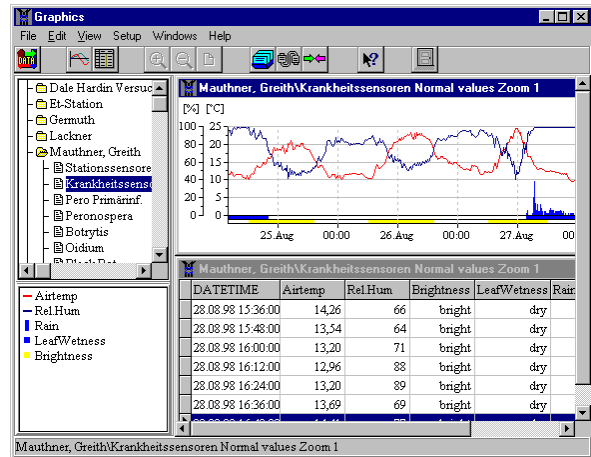 Graphics
File Edit View Setup Windows Help
DATA
Dale Hardin Versuc
Et-Station
Germuth
Lackner
Mauthner, Greith
Stationssensore
Krankheitssenso
Pero Primärinf.
Peronospera
Botrytis
Oidium
Airtemp
Rel.Hum
Rain
LeafWetness
Brightness
Mauthner, Greith\Krankheitssensoren Normal values Zoom 1
[%] [°C]
100 25
80 20
60 15
40 10
20 5
0 0
25.Aug 00:00 26.Aug 00:00 27.Aug 00
Mauthner, Greith\Krankheitssensoren Normal values Zoom 1
DATETIME Airtemp Rel.Hum Brightness LeafWetness Rain
28.08.98 15:36:00 14,26 66 bright dry
28.08.98 15:48:00 13,54 64 bright dry
28.08.98 16:00:00 13,20 71 bright dry
28.08.98 16:12:00 12,96 88 bright dry
28.08.98 16:24:00 13,20 89 bright dry
28.08.98 16:36:00 13,69 69 bright dry
Mauthner, Greith\Krankheitssensoren Normal values Zoom 1